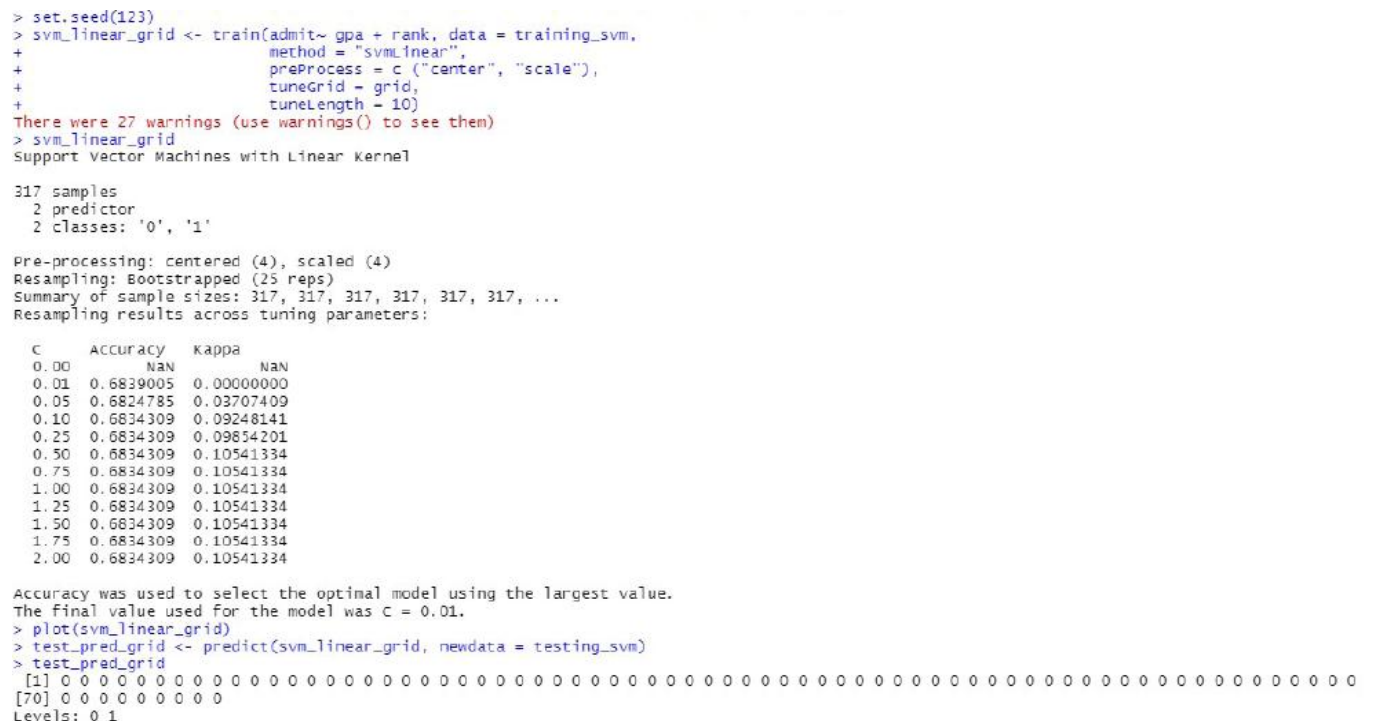 > set.seed(123)
> svm_linear_grid <- train(admit~ gpa + rank, data = training_svm,
+ method = "svmLinear",
+ preProcess = c ("center", "scale"),
+ tuneGrid = grid,
+ tuneLength = 10)
There were 27 warnings (use warnings() to see them)
> svm_linear_grid
Support Vector Machines with Linear Kernel
317 samples
2 predictor
2 classes: '0', '1'
Pre-processing: centered (4), scaled (4)
Resampling: Bootstrapped (25 reps)
Summary of sample sizes: 317, 317, 317, 317, 317, 317, ...
Resampling results across tuning parameters:
C Accuracy Kappa
0.00 NaN NaN
0.01 0.6839005 0.00000000
0.05 0.6824785 0.03707409
0.10 0.6834309 0.09248141
0.25 0.6834309 0.09854201
0.50 0.6834309 0.10541334
0.75 0.6834309 0.10541334
1.00 0.6834309 0.10541334
1.25 0.6834309 0.10541334
1.50 0.6834309 0.10541334
1.75 0.6834309 0.10541334
2.00 0.6834309 0.10541334
Accuracy was used to select the optimal model using the largest value.
The final value used for the model was C = 0.01.
> plot(svm_linear_grid)
> test_pred_grid <- predict(svm_linear_grid, newdata = testing_svm)
> test_pred_grid
[1] 0 0 0 0 0 0 0 0 0 0 0 0 0 0 0 0 0 0 0 0 0 0 0 0 0 0 0 0 0 0 0 0 0 0 0 0 0 0 0 0 0 0 0 0 0 0 0 0 0 0 0 0 0 0 0 0 0 0 0 0 0 0 0 0 0 0 0 0 0
[70] 0 0 0 0 0 0 0 0 0
Levels: 0 1